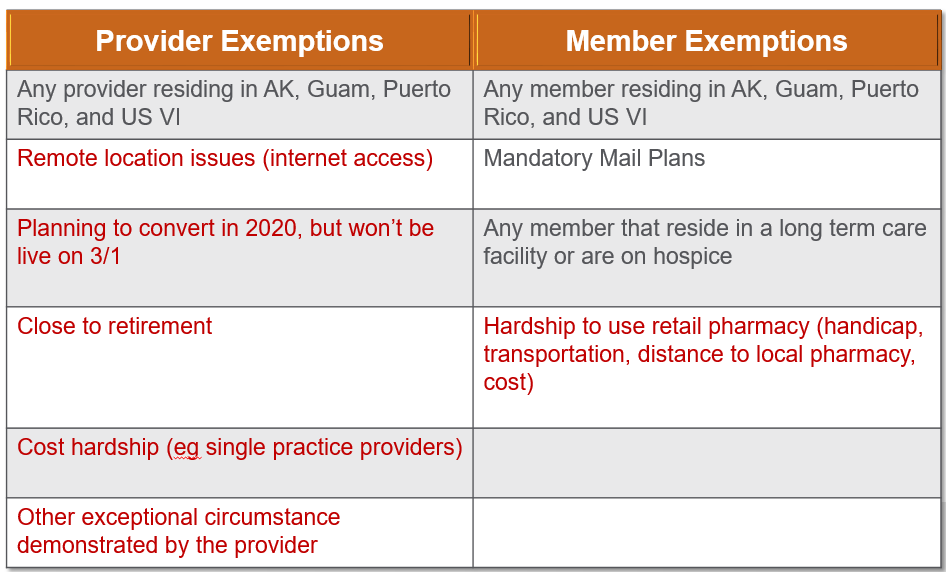 Provider Exemptions
Member Exemptions
Any provider residing in AK, Guam, Puerto
Rico, and US VI
Any member residing in AK, Guam, Puerto
Rico, and US VI
Remote location issues (internet access)
Mandatory Mail Plans
Planning to convert in 2020, but won’t be
live on 3/1
Any member that reside in a long term care
facility or are on hospice
Close to retirement
Hardship to use retail pharmacy (handicap,
transportation, distance to local pharmacy,
cost)
Cost hardship (eg single practice providers)
Other exceptional circumstance
demonstrated by the provider